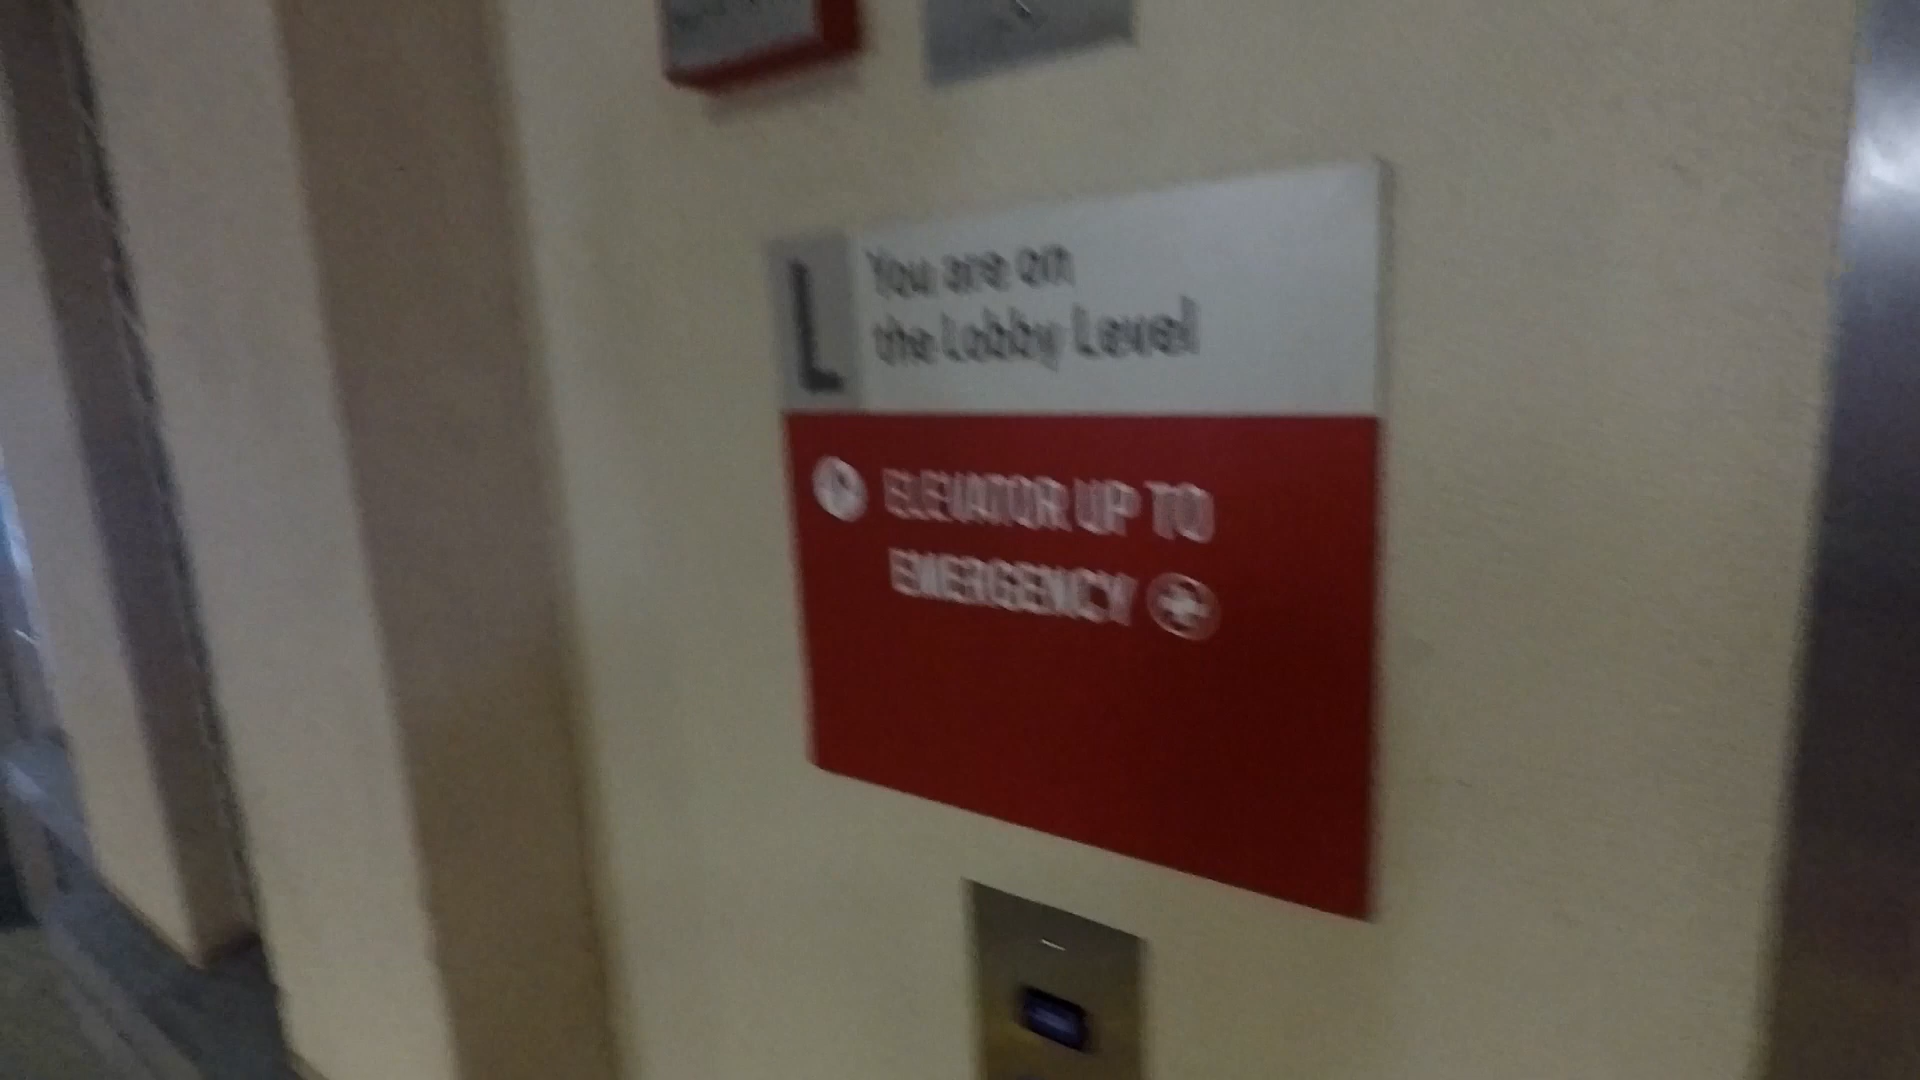 L
You are on
the Lobby Level
ELEVATOR UP TO
EMERGENCY